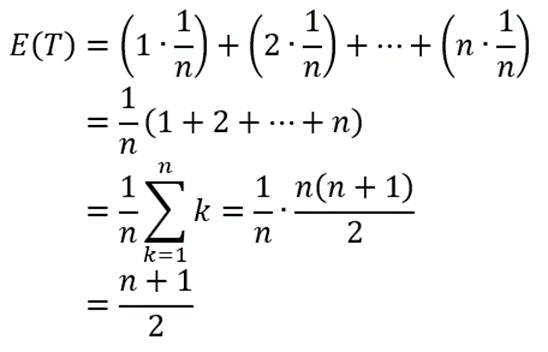 E(T) = (1 · 1/n) + (2 · 1/n) + ⋯ + (n · 1/n)
= 1/n (1 + 2 + ⋯ + n)
= 1/n ∑_{k=1}^{n} k = 1/n · n(n + 1)/2
= (n + 1)/2